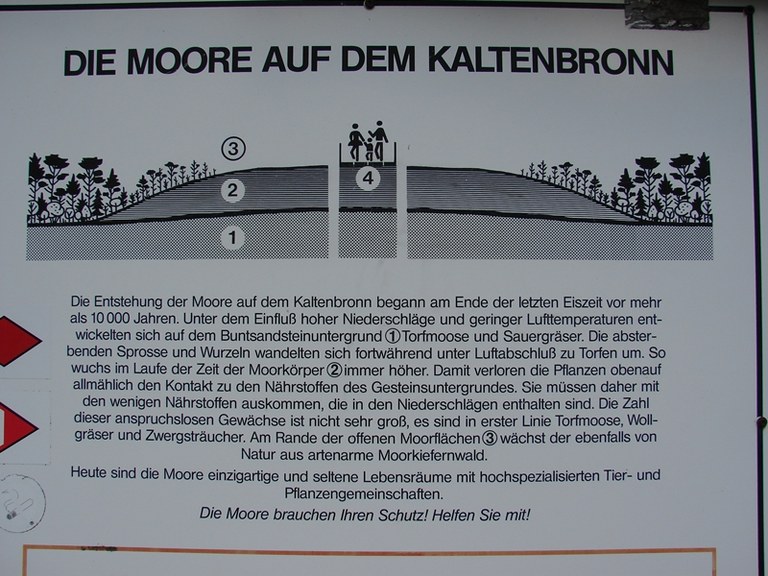 DIE MOORE AUF DEM KALTENBRONN
3
2
4
1
Die Entstehung der Moore auf dem Kaltenbronn begann am Ende der letzten Eiszeit vor mehr
als 10 000 Jahren. Unter dem Einfluß hoher Niederschläge und geringer Lufttemperaturen ent-
wickelten sich auf dem Buntsandsteinuntergrund ① Torfmoose und Sauergräser. Die abster-
benden Sprosse und Wurzeln wandelten sich fortwährend unter Luftabschluß zu Torfen um. So
wuchs im Laufe der Zeit der Moorkörper ② immer höher. Damit verloren die Pflanzen obenauf
allmählich den Kontakt zu den Nährstoffen des Gesteinsuntergrundes. Sie müssen daher mit
den wenigen Nährstoffen auskommen, die in den Niederschlägen enthalten sind. Die Zahl
dieser anspruchslosen Gewächse ist nicht sehr groß, es sind in erster Linie Torfmoose, Woll-
gräser und Zwergsträucher. Am Rande der offenen Moorflächen ③ wächst der ebenfalls von
Natur aus artenarme Moorkiefernwald.
Heute sind die Moore einzigartige und seltene Lebensräume mit hochspezialisierten Tier- und
Pflanzengemeinschaften.
Die Moore brauchen Ihren Schutz! Helfen Sie mit!